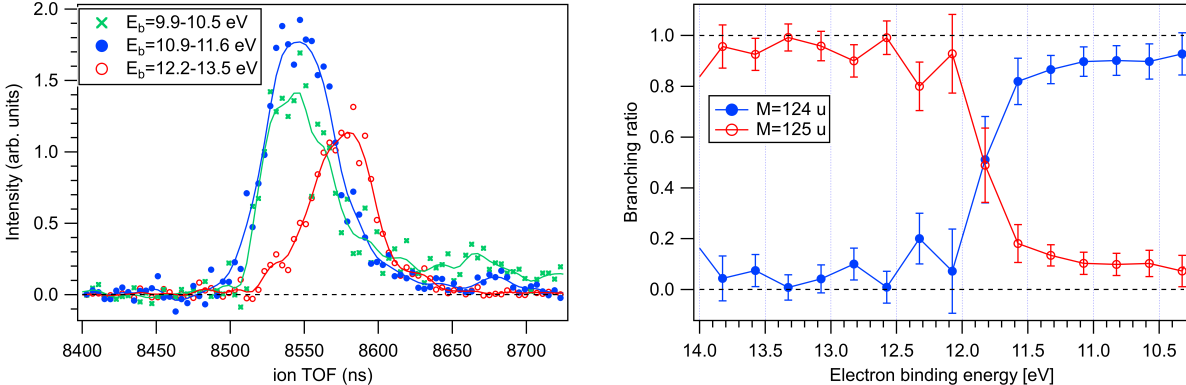 E_b=9.9-10.5 eV
E_b=10.9-11.6 eV
E_b=12.2-13.5 eV
Intensity (arb. units)
2.0
1.5
1.0
0.5
0.0
8400 8450 8500 8550 8600 8650 8700
ion TOF (ns)
M=124 u
M=125 u
Branching ratio
1.0
0.8
0.6
0.4
0.2
0.0
14.0 13.5 13.0 12.5 12.0 11.5 11.0 10.5
Electron binding energy [eV]